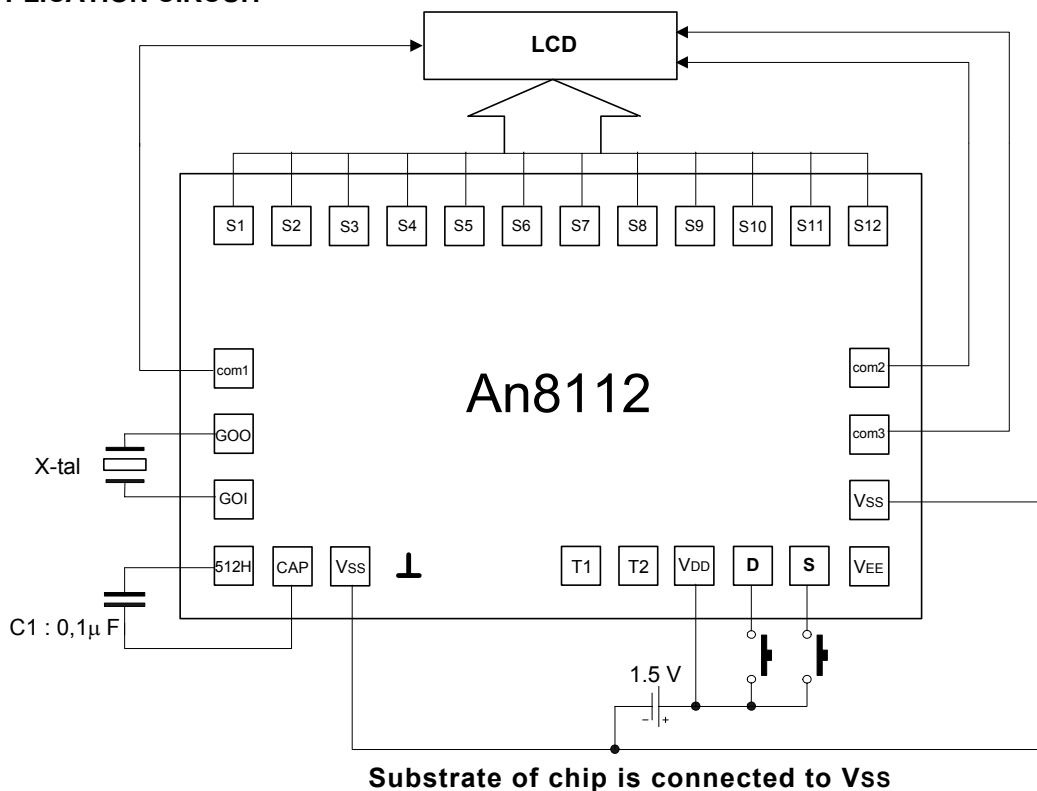 LCD
S1 S2 S3 S4 S5 S6 S7 S8 S9 S10 S11 S12
com1
com2
An8112
GOO
com3
X-tal
GOI
VSS
512H
CAP
VSS
T1
T2
VDD
D
S
VEE
C1 : 0,1μ F
1.5 V
- +
Substrate of chip is connected to VSS